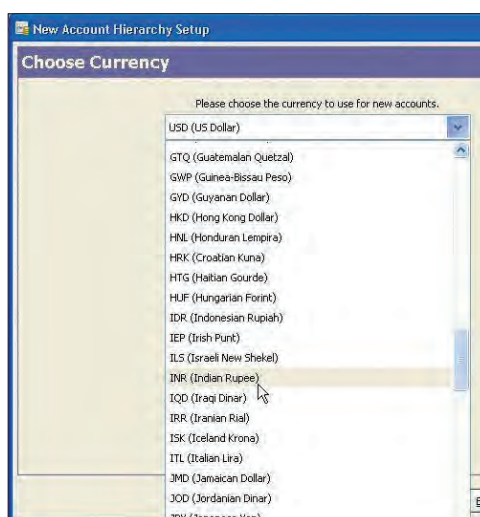 New Account Hierarchy Setup
Choose Currency
Please choose the currency to use for new accounts.
USD (US Dollar)
GTQ (Guatemalan Quetzal)
GWP (Guinea-Bissau Peso)
GYD (Guyanan Dollar)
HKD (Hong Kong Dollar)
HNL (Honduran Lempira)
HRK (Croatian Kuna)
HTG (Haitian Gourde)
HUF (Hungarian Forint)
IDR (Indonesian Rupiah)
IEP (Irish Punt)
ILS (Israeli New Shekel)
INR (Indian Rupee)
IQD (Iraqi Dinar)
IRR (Iranian Rial)
ISK (Iceland Krona)
ITL (Italian Lira)
JMD (Jamaican Dollar)
JOD (Jordanian Dinar)